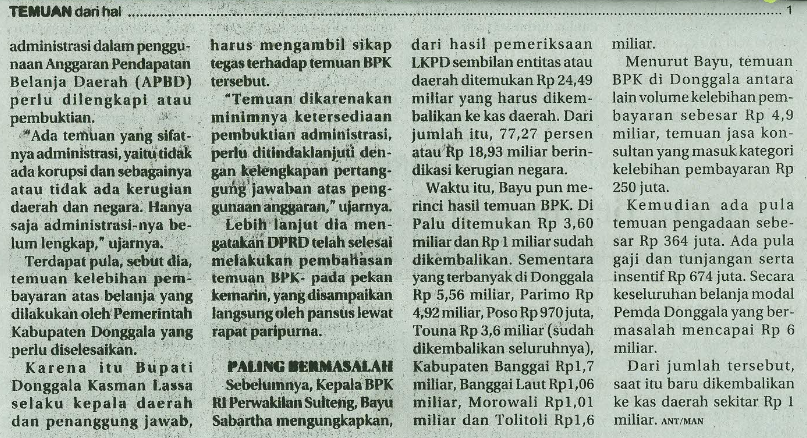 TEMUAN dari hal ........ 1
administrasi dalam penggu-
naan Anggaran Pendapatan
Belanja Daerah (APBD)
perlu dilengkapi atau
pembuktian.
"Ada temuan yang sifat-
nya administrasi, yaitu tidak
ada korupsi dan sebagainya
atau tidak ada kerugian
daerah dan negara. Hanya
saja administrasi-nya be-
lum lengkap," ujarnya.
Terdapat pula, sebut dia,
temuan kelebihan pem-
bayaran atas belanja yang
dilakukan oleh Pemerintah
Kabupaten Donggala yang
perlu diselesaikan.
Karena itu Bupati
Donggala Kasman Lassa
selaku kepala daerah
dan penanggung jawab,
harus mengambil sikap
tegas terhadap temuan BPK
tersebut.
"Temuan dikarenakan
minimnya ketersediaan
pembuktian administrasi,
perlu ditindaklanjuti den-
gan kelengkapan pertang-
gung jawaban atas peng-
gunaan anggaran," ujarnya.
Lebih lanjut dia men-
gatakan DPRD telah selesai
melakukan pembahasan
temuan BPK- pada pekan
kemarin, yang disampaikan
langsung oleh pansus lewat
rapat paripurna.
PALING BERMASALAH
Sebelumnya, Kepala BPK
RI Perwakilan Sulteng, Bayu
Sabartha mengungkapkan,
dari hasil pemeriksaan
LKPD sembilan entitas atau
daerah ditemukan Rp 24,49
miliar yang harus dikem-
balikan ke kas daerah. Dari
jumlah itu, 77,27 persen
atau Rp 18,93 miliar berin-
dikasi kerugian negara.
Waktu itu, Bayu pun me-
rinci hasil temuan BPK. Di
Palu ditemukan Rp 3,60
miliar dan Rp 1 miliar sudah
dikembalikan. Sementara
yang terbanyak di Donggala
Rp 5,56 miliar, Parimo Rp
4,92 miliar, Poso Rp 970 juta,
Touna Rp 3,6 miliar (sudah
dikembalikan seluruhnya),
Kabupaten Banggai Rp1,7
miliar, Banggai Laut Rp1,06
miliar, Morowali Rp1,01
miliar dan Tolitoli Rp1,6
miliar.
Menurut Bayu, temuan
BPK di Donggala antara
lain volume kelebihan pem-
bayaran sebesar Rp 4,9
miliar, temuan jasa kon-
sultan yang masuk kategori
kelebihan pembayaran Rp
250 juta.
Kemudian ada pula
temuan pengadaan sebe-
sar Rp 364 juta. Ada pula
gaji dan tunjangan serta
insentif Rp 674 juta. Secara
keseluruhan belanja modal
Pemda Donggala yang ber-
masalah mencapai Rp 6
miliar.
Dari jumlah tersebut,
saat itu baru dikembalikan
ke kas daerah sekitar Rp 1
miliar. ANT/MAN